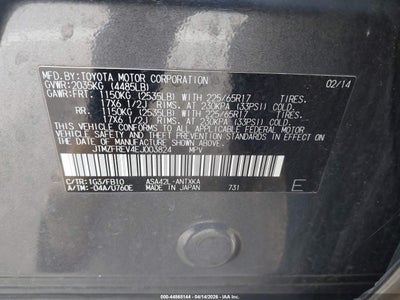 MFD. BY:TOYOTA MOTOR CORPORATION 02/14
GVWR:2035KG (4485LB)
GAWR:FRT. 1150KG (2535LB) WITH 225/65R17 TIRES.
17X6 1/2J RIMS. AT 230KPA (33PSI) COLD.
RR. 1150KG (2535LB) WITH 225/65R17 TIRES.
17X6 1/2J RIMS. AT 230KPA (33PSI) COLD.
THIS VEHICLE CONFORMS TO ALL APPLICABLE FEDERAL MOTOR
VEHICLE SAFETY, BUMPER, AND THEFT PREVENTION STANDARDS
IN EFFECT ON THE DATE OF MANUFACTURE SHOWN ABOVE.
JTMZFREV4EJ003824 MPV
C/TR:1G3/FB10 ASA42L-ANTXKA
A/TM:-04A/U760E MADE IN JAPAN 731 E
000-44568144 - 04/14/2026 -